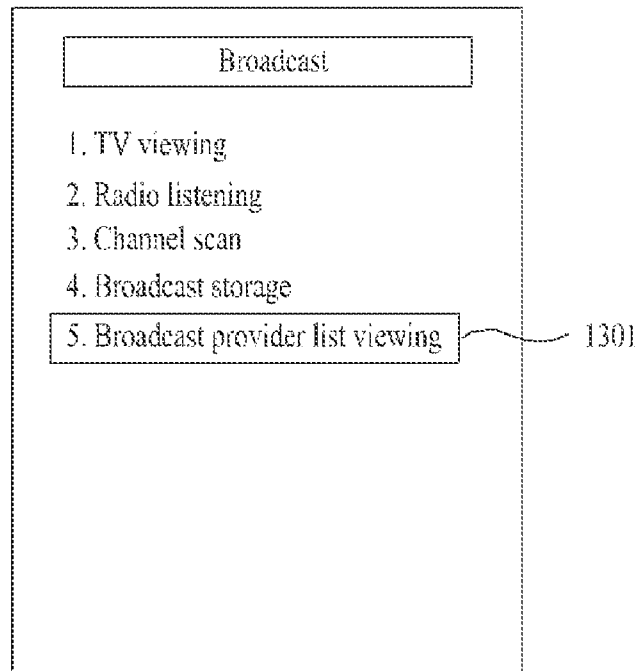 Broadcast
1. TV viewing
2. Radio listening
3. Channel scan
4. Broadcast storage
5. Broadcast provider list viewing
1301